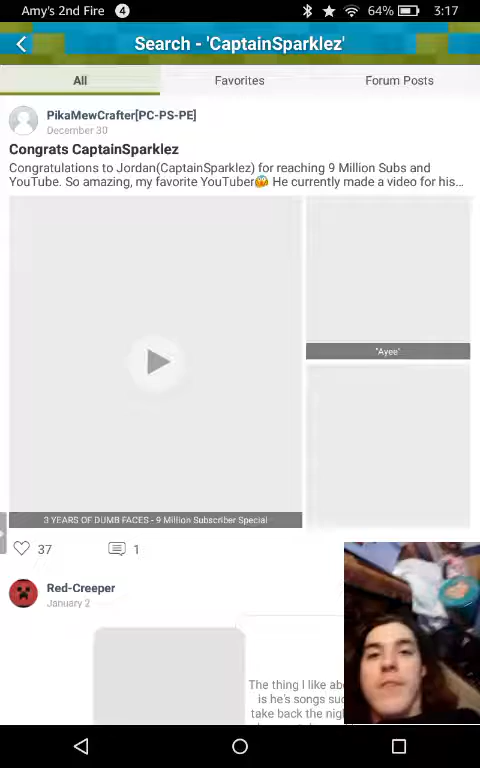 Amy's 2nd Fire 4 64% 3:17
Search - 'CaptainSparklez'
All Favorites Forum Posts
PikaMewCrafter[PC-PS-PE]
December 30
Congrats CaptainSparklez
Congratulations to Jordan(CaptainSparklez) for reaching 9 Million Subs and
YouTube. So amazing, my favorite YouTuber He currently made a video for his...
"Ayee"
3 YEARS OF DUMB FACES - 9 Million Subscriber Special
37 1
Red-Creeper
January 2
The thing I like ab
is he's songs suc
take back the nigh